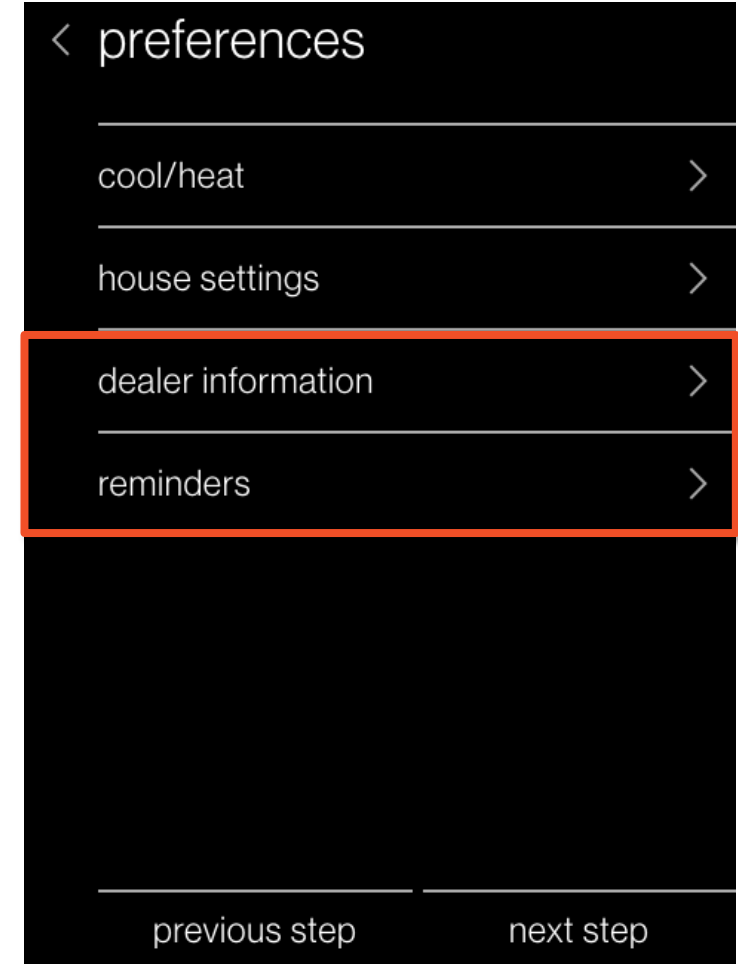 preferences
cool/heat
house settings
dealer information
reminders
previous step
next step